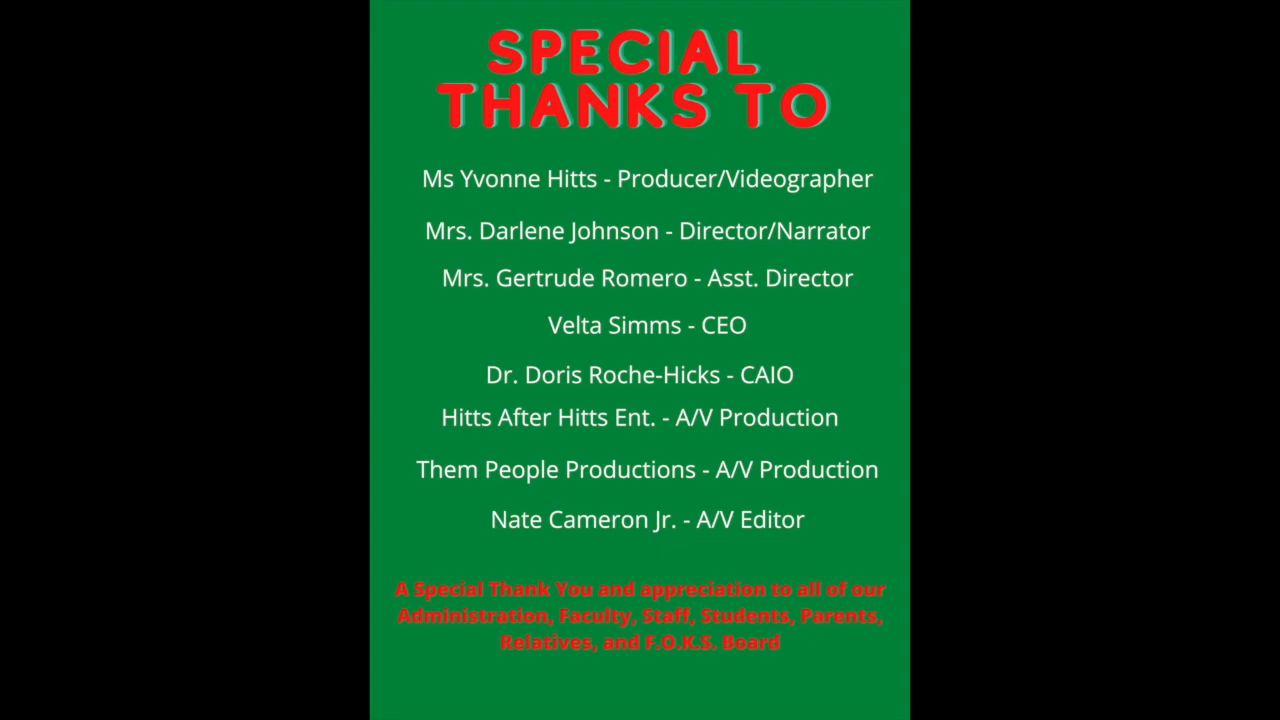 SPECIAL
THANKS TO
Ms Yvonne Hitts - Producer/Videographer
Mrs. Darlene Johnson - Director/Narrator
Mrs. Gertrude Romero - Asst. Director
Velta Simms - CEO
Dr. Doris Roche-Hicks - CAIO
Hitts After Hitts Ent. - A/V Production
Them People Productions - A/V Production
Nate Cameron Jr. - A/V Editor
A Special Thank You and appreciation to all of our
Administration, Faculty, Staff, Students, Parents,
Relatives, and F.O.K.S. Board